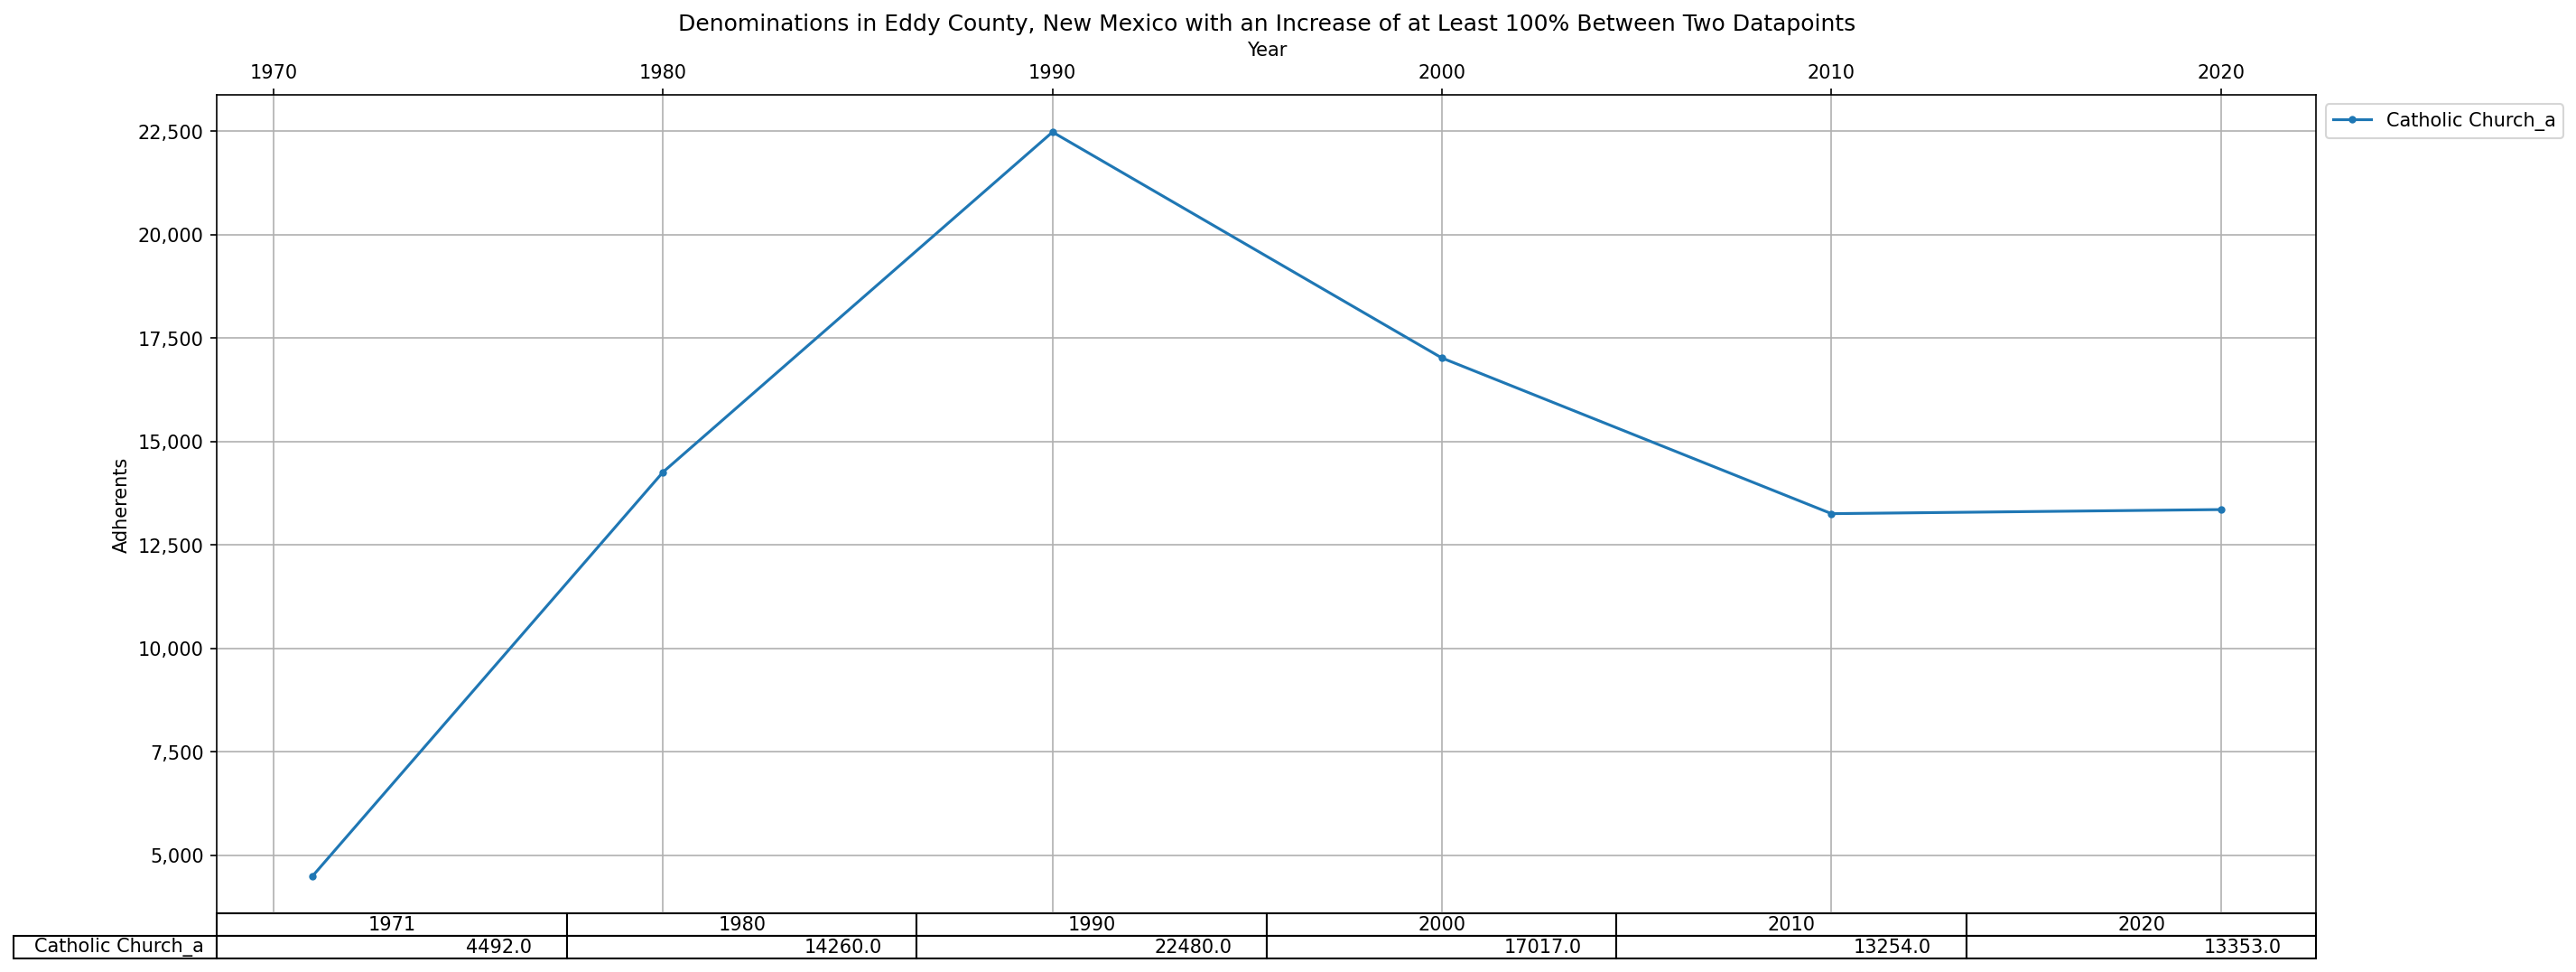 Denominations in Eddy County, New Mexico with an Increase of at Least 100% Between Two Datapoints
Year
1970 1980 1990 2000 2010 2020
Catholic Church_a
22,500
20,000
17,500
15,000
12,500
10,000
7,500
5,000
Adherents
1971 1980 1990 2000 2010 2020
Catholic Church_a 4492.0 14260.0 22480.0 17017.0 13254.0 13353.0